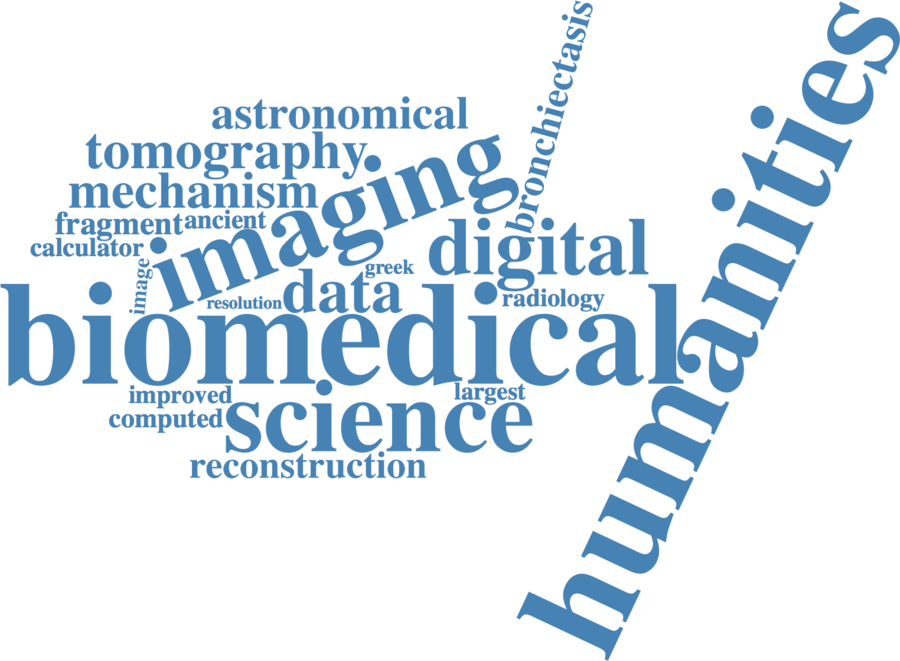 bronchiectasis
humanities
astronomical
tomography
imaging
mechanism
fragment
ancient
calculator
digital
image
greek
resolution
data
radiology
biomedical
improved
largest
computed
science
reconstruction